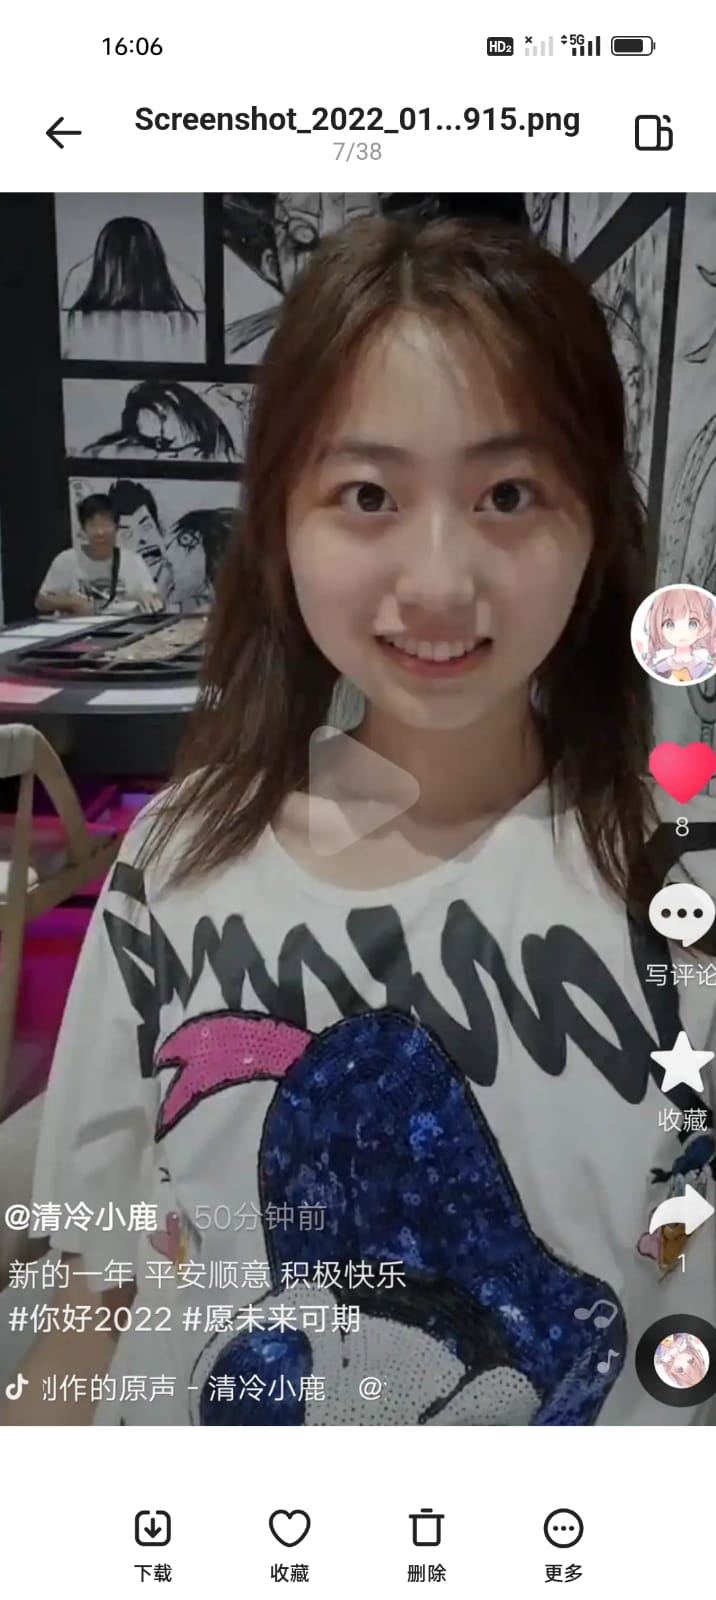 16:06
HD2 5G
Screenshot_2022_01...915.png
7/38
8
写评论
收藏
1
@清冷小鹿 · 50分钟前
新的一年 平安顺意 积极快乐
#你好2022 #愿未来可期
创作的原声 - 清冷小鹿 @
下载 收藏 删除 更多